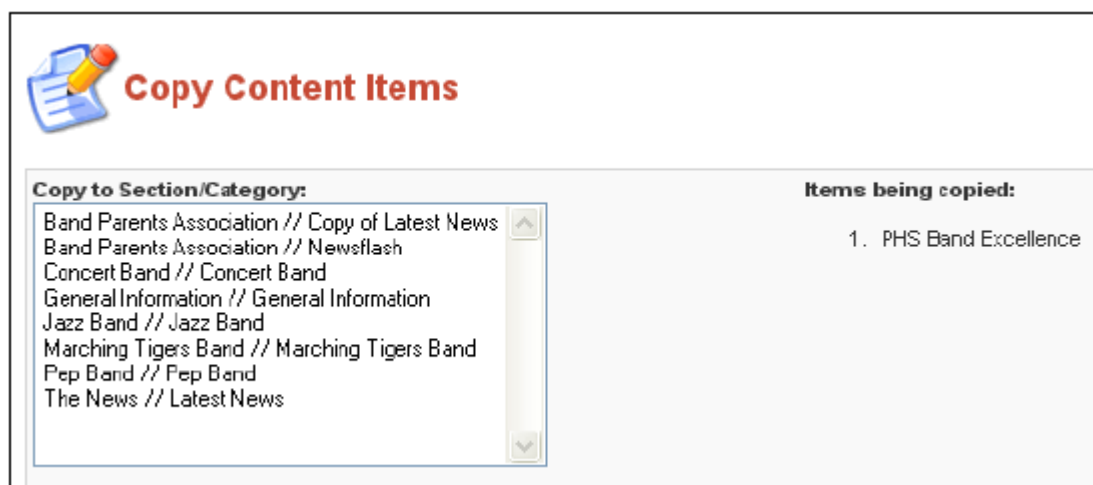 Copy Content Items
Copy to Section/Category:
Band Parents Association // Copy of Latest News
Band Parents Association // Newsflash
Concert Band // Concert Band
General Information // General Information
Jazz Band // Jazz Band
Marching Tigers Band // Marching Tigers Band
Pep Band // Pep Band
The News // Latest News
Items being copied:
1. PHS Band Excellence